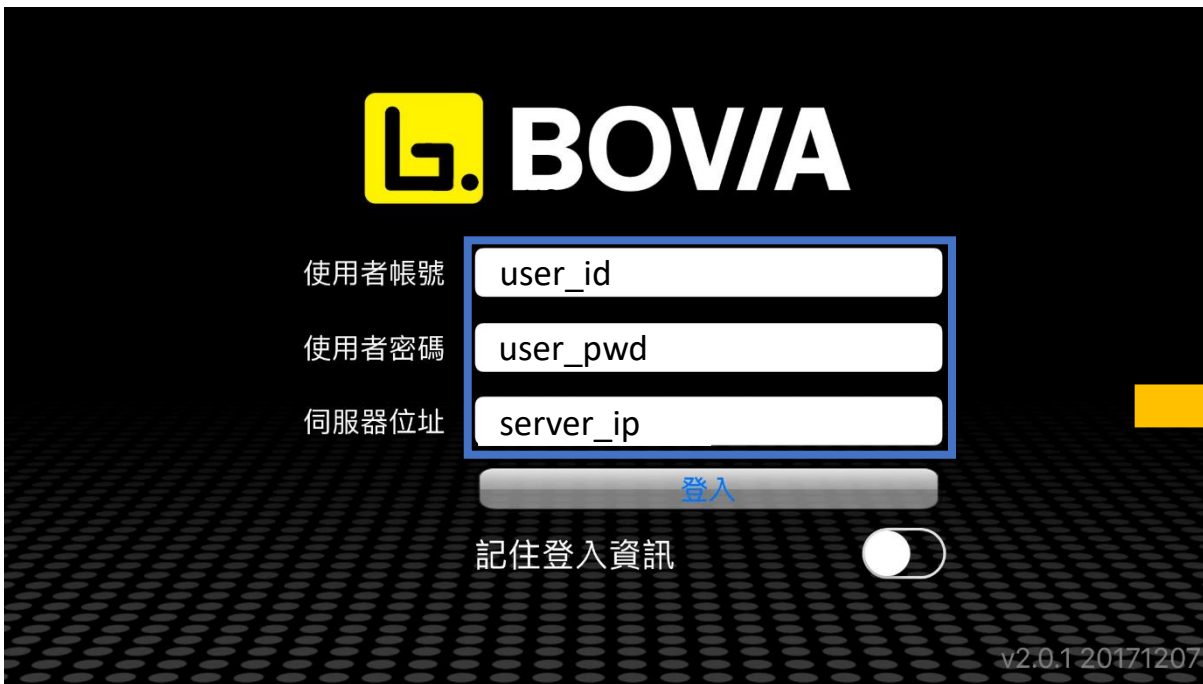 b. BOVIA
使用者帳號 user_id
使用者密碼 user_pwd
伺服器位址 server_ip
登入
記住登入資訊
v2.0.1 20171207